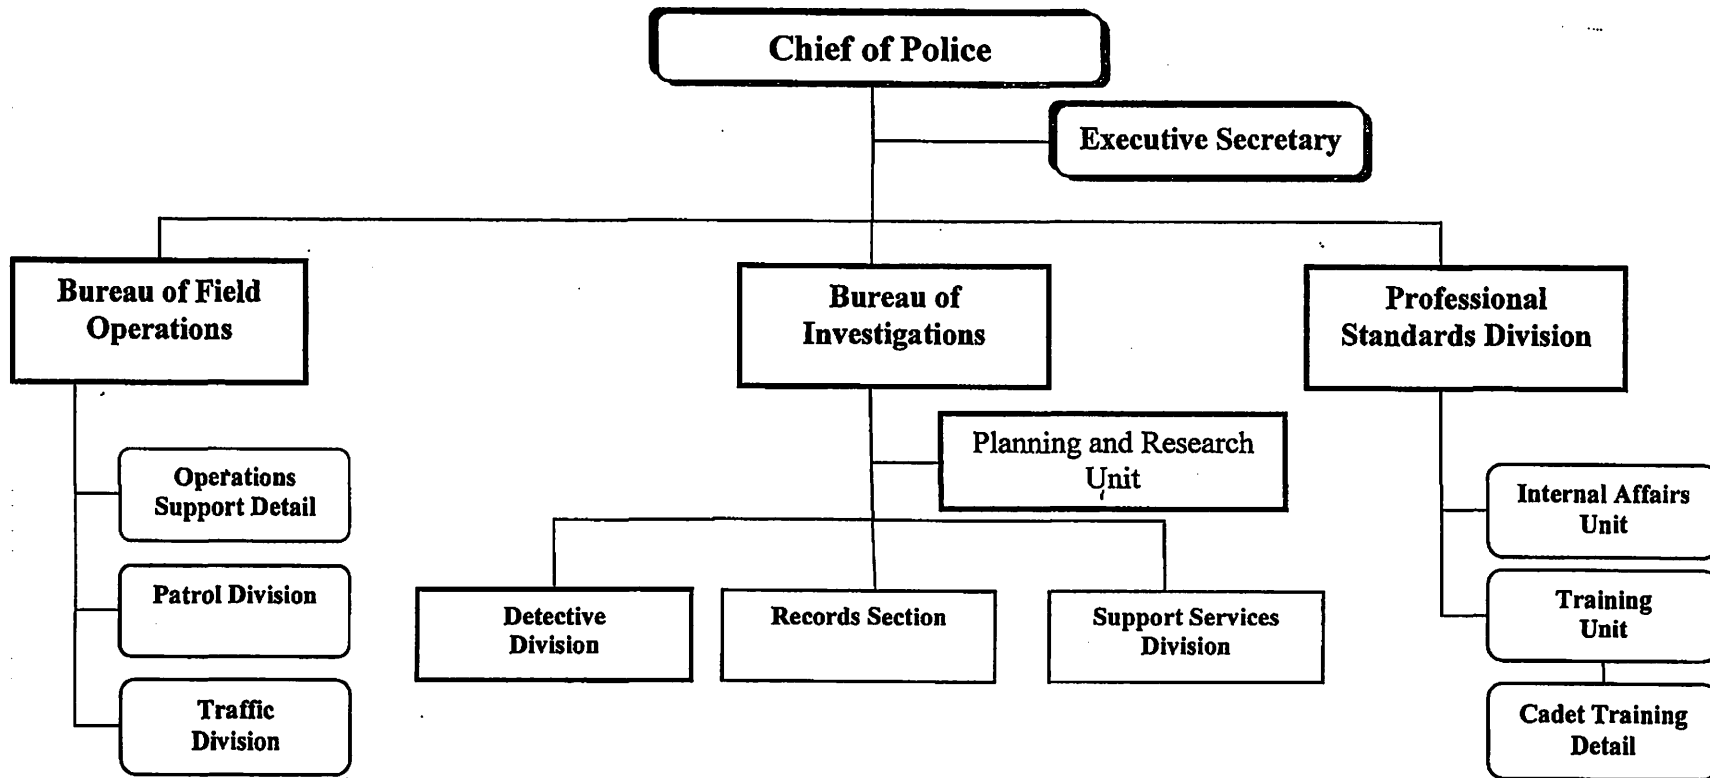 Chief of Police
Executive Secretary
Bureau of Field
Operations
Bureau of
Investigations
Professional
Standards Division
Planning and Research
Unit
Operations
Support Detail
Patrol Division
Traffic
Division
Detective
Division
Records Section
Support Services
Division
Internal Affairs
Unit
Training
Unit
Cadet Training
Detail